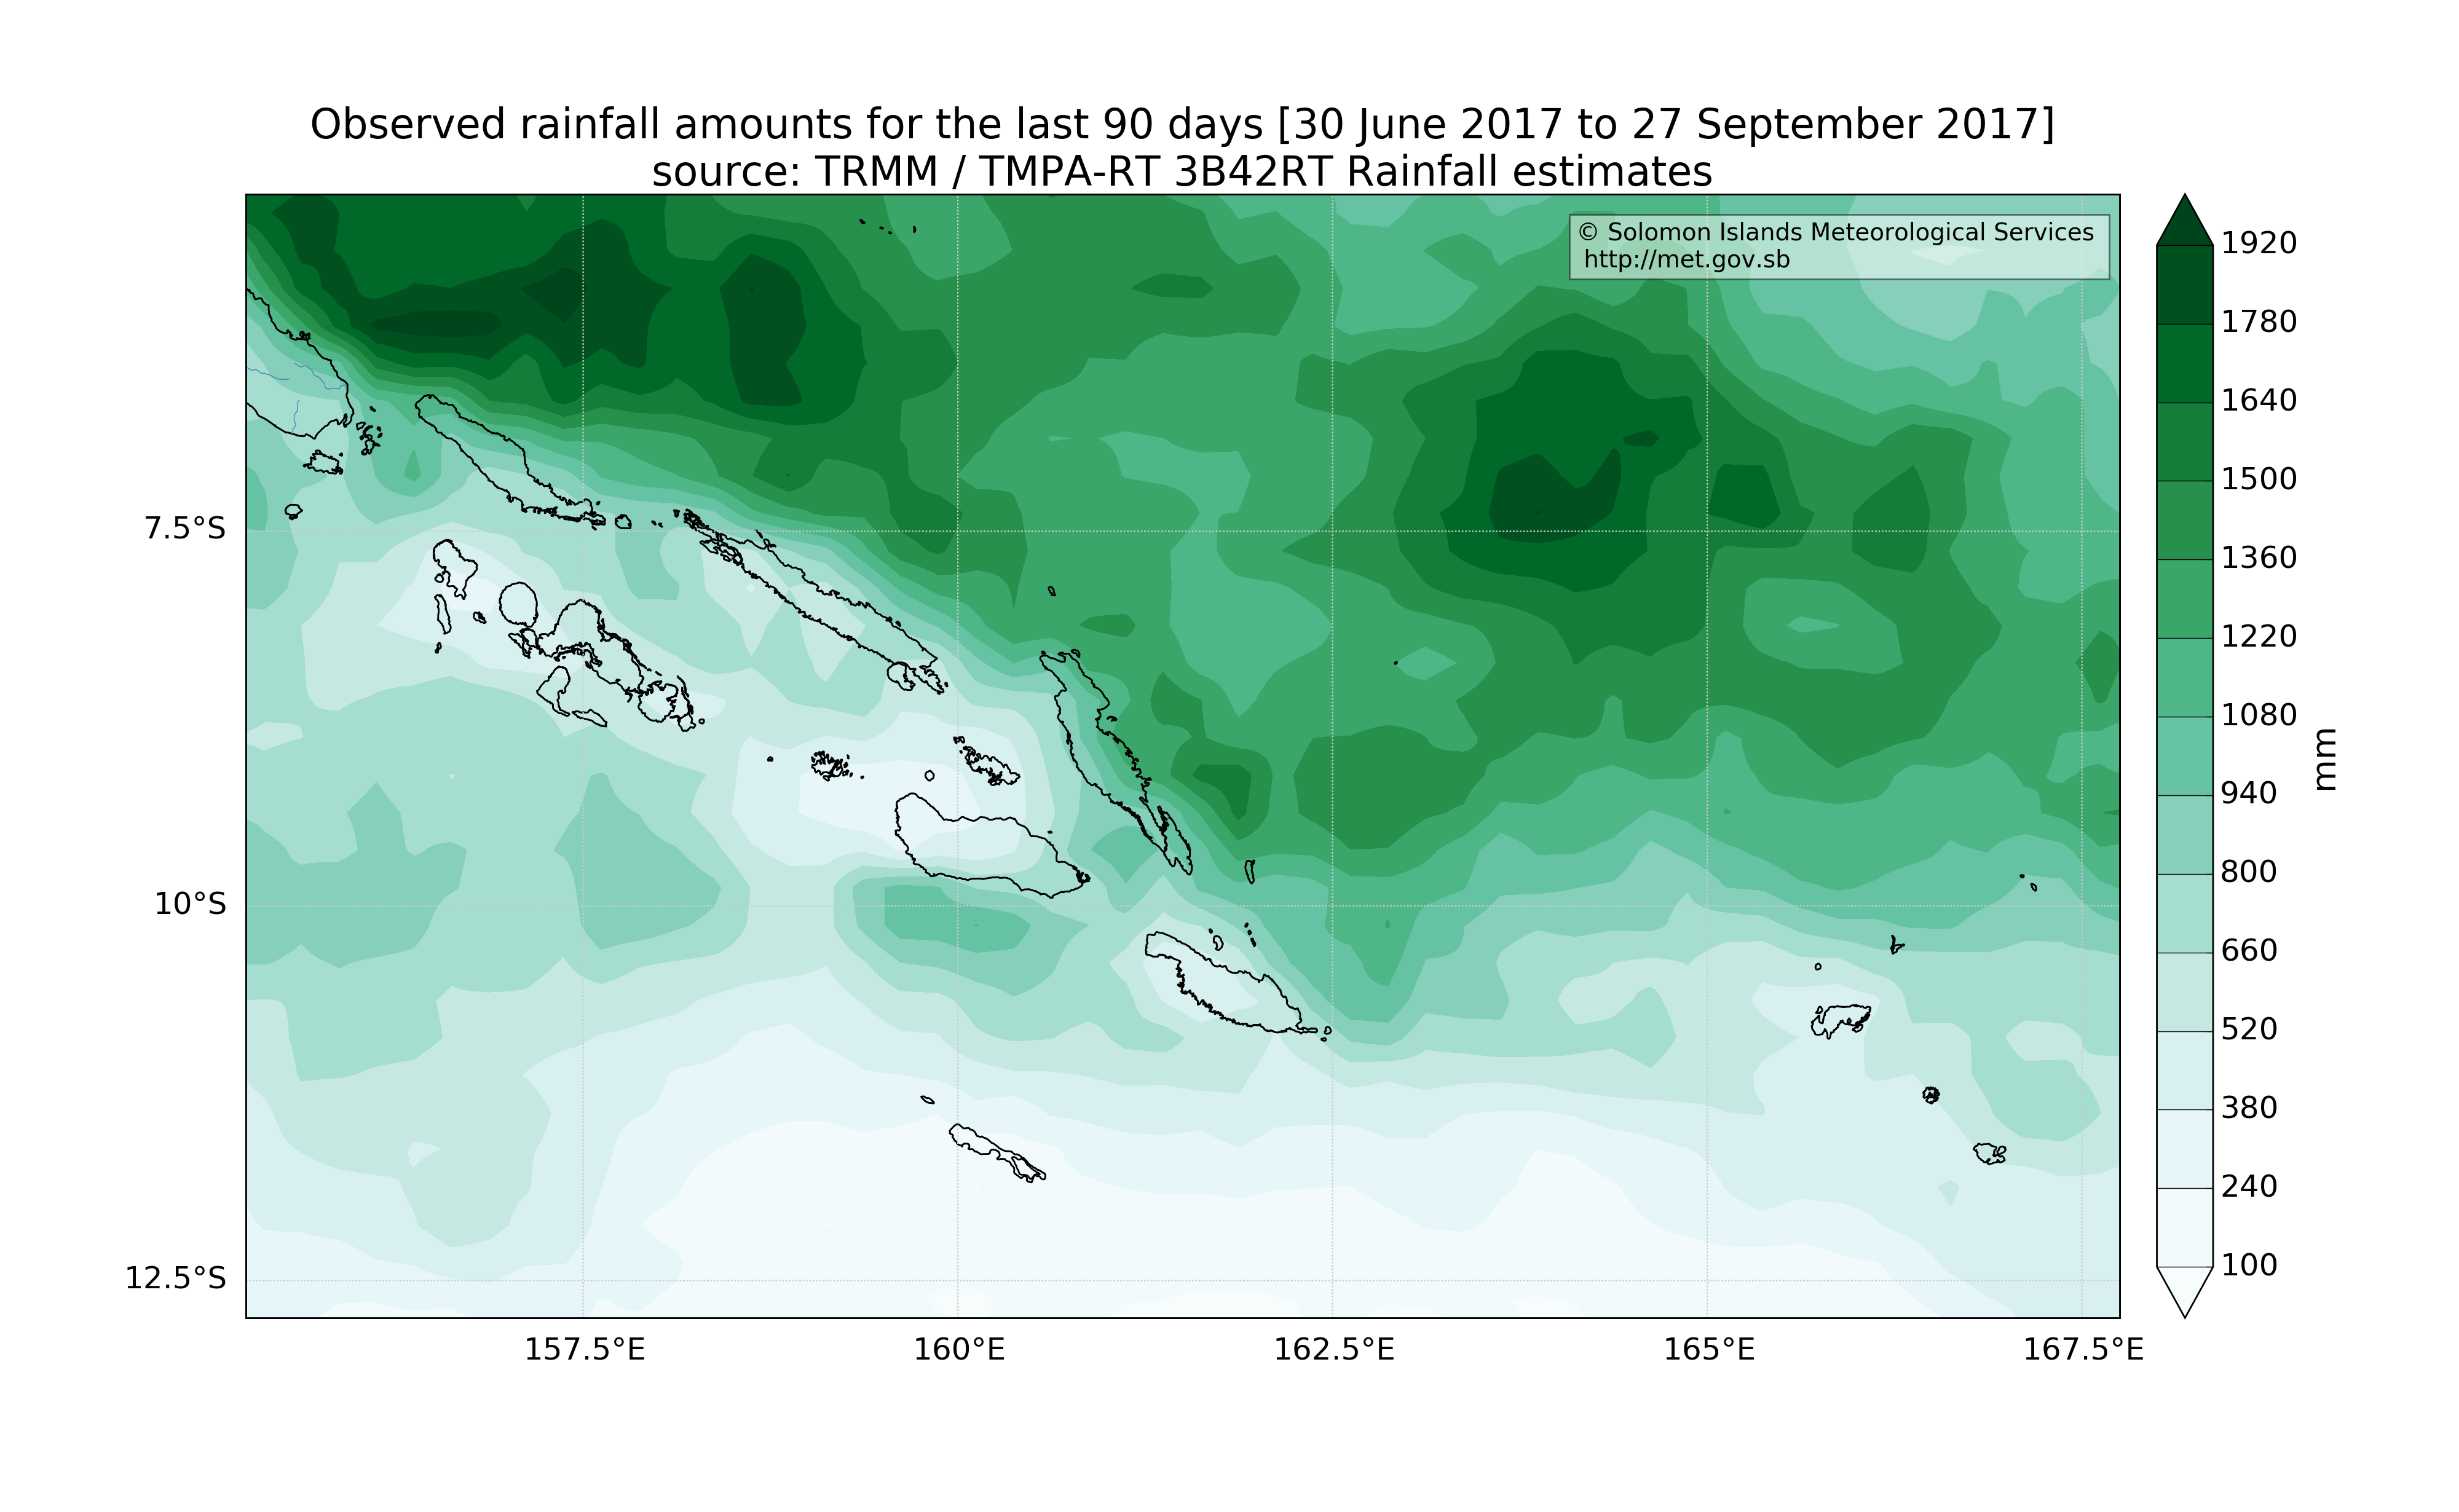 Observed rainfall amounts for the last 90 days [30 June 2017 to 27 September 2017]
source: TRMM / TMPA-RT 3B42RT Rainfall estimates
© Solomon Islands Meteorological Services
http://met.gov.sb
7.5°S
10°S
12.5°S
157.5°E
160°E
162.5°E
165°E
167.5°E
1920
1780
1640
1500
1360
1220
1080
940
800
660
520
380
240
100
mm